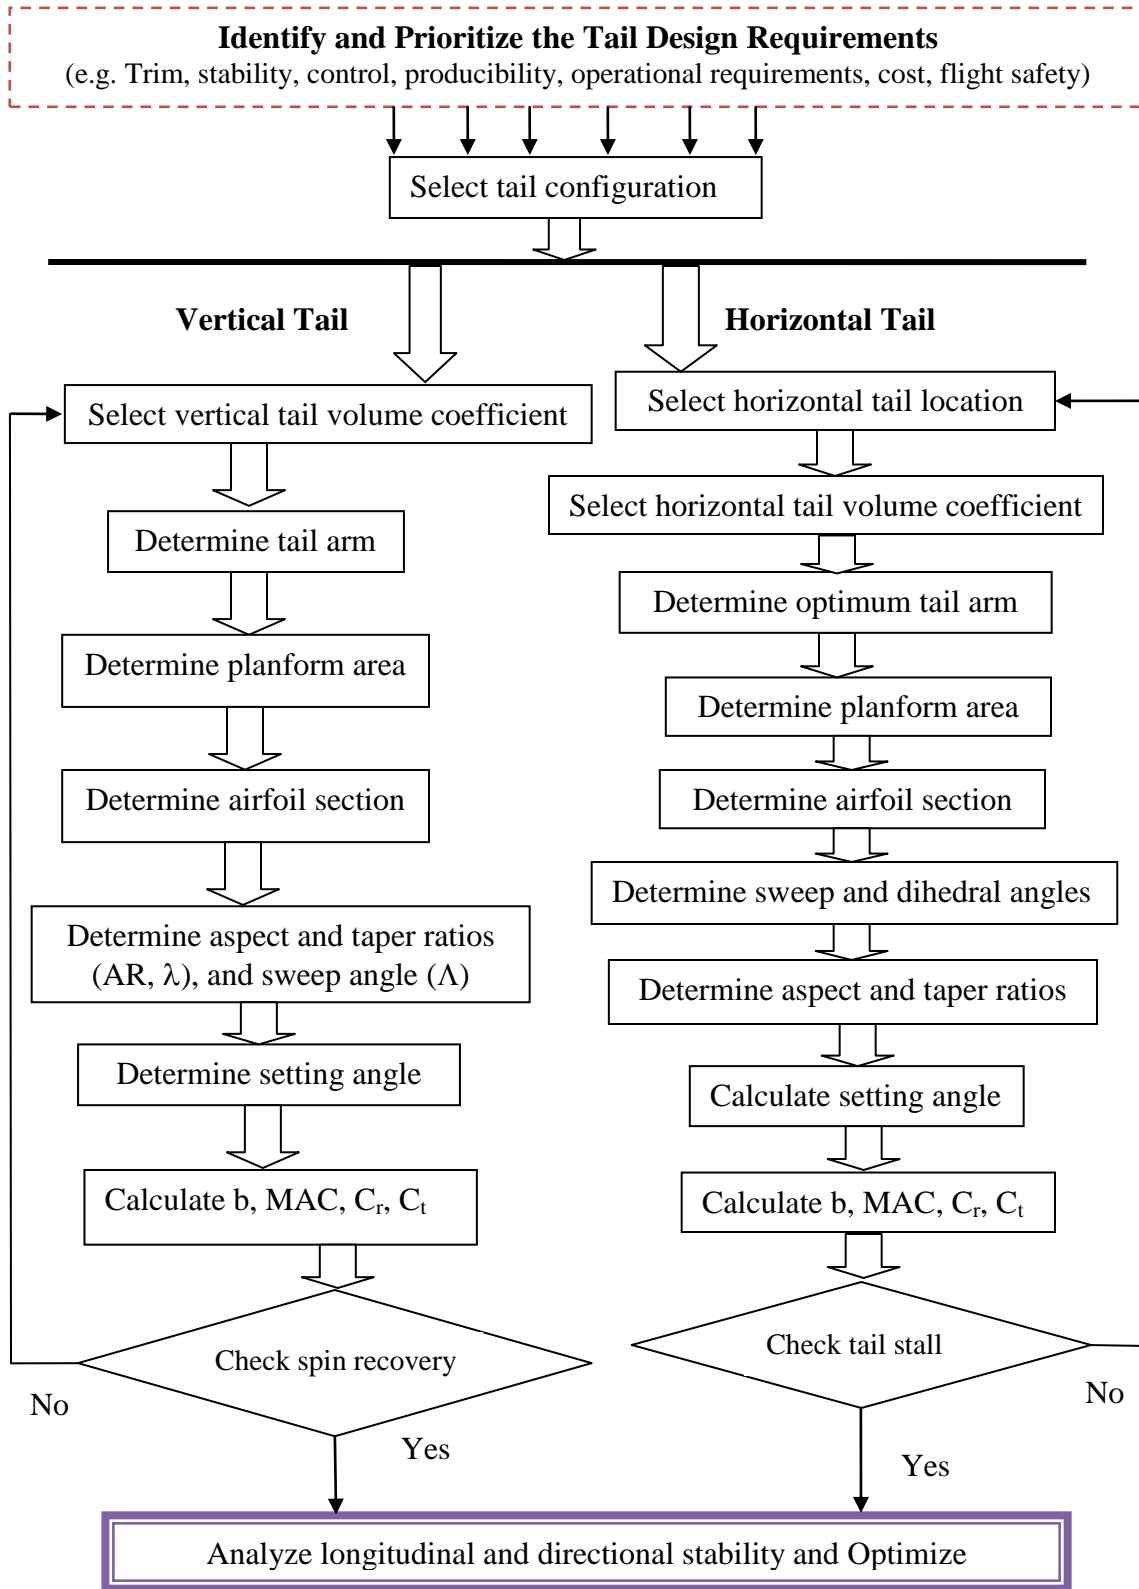 Identify and Prioritize the Tail Design Requirements
(e.g. Trim, stability, control, producibility, operational requirements, cost, flight safety)
Select tail configuration
Vertical Tail
Select vertical tail volume coefficient
Determine tail arm
Determine planform area
Determine airfoil section
Determine aspect and taper ratios
(AR, λ), and sweep angle (Λ)
Determine setting angle
Calculate b, MAC, Cr, Ct
Check spin recovery
No
Yes
Horizontal Tail
Select horizontal tail location
Select horizontal tail volume coefficient
Determine optimum tail arm
Determine planform area
Determine airfoil section
Determine sweep and dihedral angles
Determine aspect and taper ratios
Calculate setting angle
Calculate b, MAC, Cr, Ct
Check tail stall
No
Yes
Analyze longitudinal and directional stability and Optimize